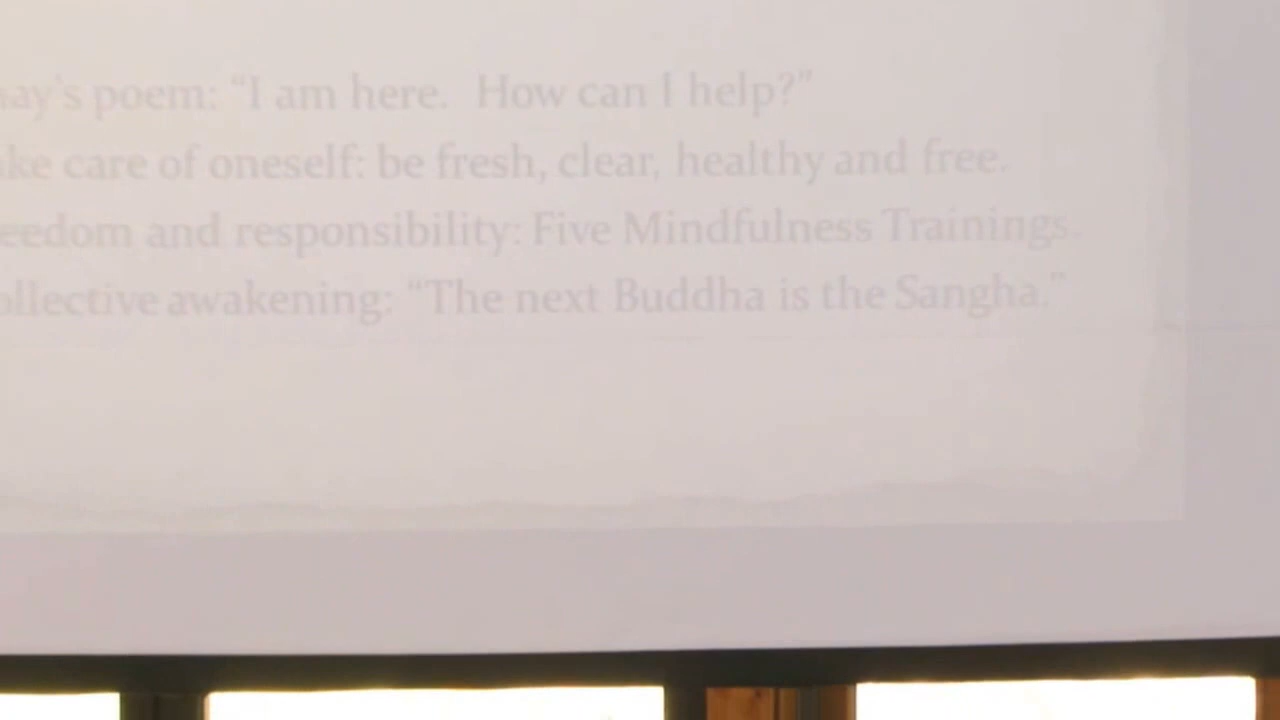 ay's poem: “I am here. How can I help?”
ke care of oneself: be fresh, clear, healthy and free.
eedom and responsibility: Five Mindfulness Trainings.
ollective awakening: “The next Buddha is the Sangha.”